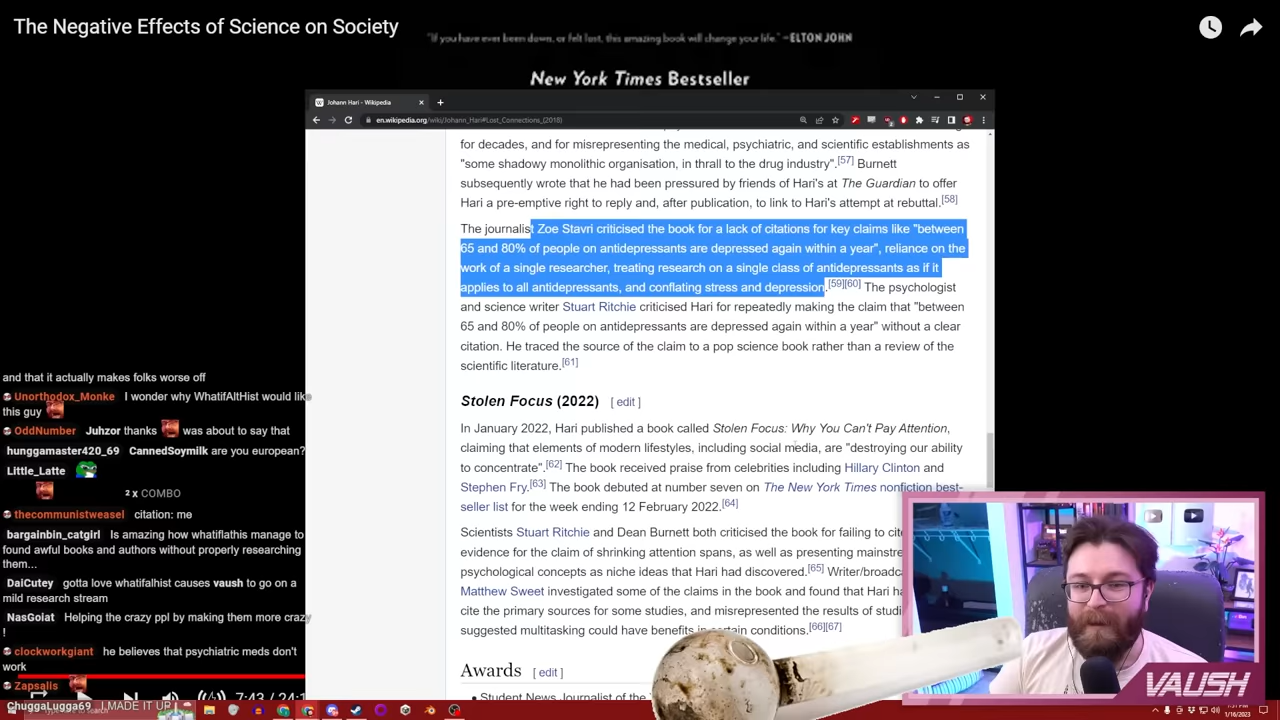 The Negative Effects of Science on Society
"If you have ever been down, or felt lost, this amazing book will change your life." –ELTON JOHN
New York Times Bestseller
Johann Hari - Wikipedia
en.wikipedia.org/wiki/Johann_Hari#Lost_Connections_(2018)
for decades, and for misrepresenting the medical, psychiatric, and scientific establishments as
"some shadowy monolithic organisation, in thrall to the drug industry".[57] Burnett
subsequently wrote that he had been pressured by friends of Hari's at The Guardian to offer
Hari a pre-emptive right to reply and, after publication, to link to Hari's attempt at rebuttal.[58]
The journalist Zoe Stavri criticised the book for a lack of citations for key claims like "between
65 and 80% of people on antidepressants are depressed again within a year", reliance on the
work of a single researcher, treating research on a single class of antidepressants as if it
applies to all antidepressants, and conflating stress and depression.[59][60] The psychologist
and science writer Stuart Ritchie criticised Hari for repeatedly making the claim that "between
65 and 80% of people on antidepressants are depressed again within a year" without a clear
citation. He traced the source of the claim to a pop science book rather than a review of the
scientific literature.[61]
Stolen Focus (2022) [ edit ]
In January 2022, Hari published a book called Stolen Focus: Why You Can't Pay Attention,
claiming that elements of modern lifestyles, including social media, are "destroying our ability
to concentrate".[62] The book received praise from celebrities including Hillary Clinton and
Stephen Fry.[63] The book debuted at number seven on The New York Times nonfiction best-
seller list for the week ending 12 February 2022.[64]
Scientists Stuart Ritchie and Dean Burnett both criticised the book for failing to cite
evidence for the claim of shrinking attention spans, as well as presenting mainstre
psychological concepts as niche ideas that Hari had discovered.[65] Writer/broadca
Matthew Sweet investigated some of the claims in the book and found that Hari ha
cite the primary sources for some studies, and misrepresented the results of studi
suggested multitasking could have benefits in certain conditions.[66][67]
Awards [ edit ]
• Student News Journalist of the
and that it actually makes folks worse off
Unorthodox_Monke I wonder why WhatifAltHist would like
this guy
OddNumber Juhzor thanks was about to say that
hunggamaster420_69 CannedSoymilk are you european?
Little_Latte
2 x COMBO
thecommunistweasel citation: me
bargainbin_catgirl Is amazing how whatiflathis manage to
found awful books and authors without properly researching
them...
DaiCutey gotta love whatifalhist causes vaush to go on a
mild research stream
NasGoiat Helping the crazy ppl by making them more crazy
!
clockworkgiant he believes that psychiatric meds don't
work
Zapsalis
7:43 / 24:1
ChuggaLugga69 I MADE IT UP
VAUSH
1/16/2023